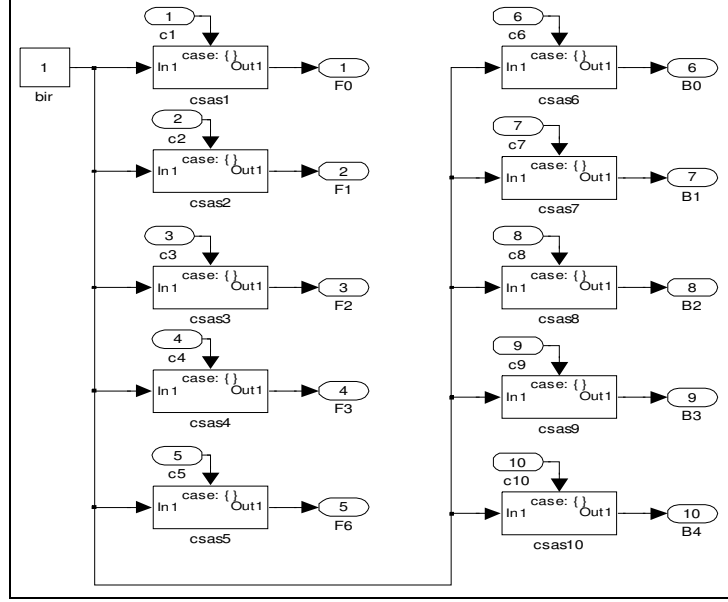 1
bir
1
c1
case: { }
In1
Out1
csas1
1
F0
2
c2
case: { }
In1
Out1
csas2
2
F1
3
c3
case: { }
In1
Out1
csas3
3
F2
4
c4
case: { }
In1
Out1
csas4
4
F3
5
c5
case: { }
In1
Out1
csas5
5
F6
6
c6
case: { }
In1
Out1
csas6
6
B0
7
c7
case: { }
In1
Out1
csas7
7
B1
8
c8
case: { }
In1
Out1
csas8
8
B2
9
c9
case: { }
In1
Out1
csas9
9
B3
10
c10
case: { }
In1
Out1
csas10
10
B4